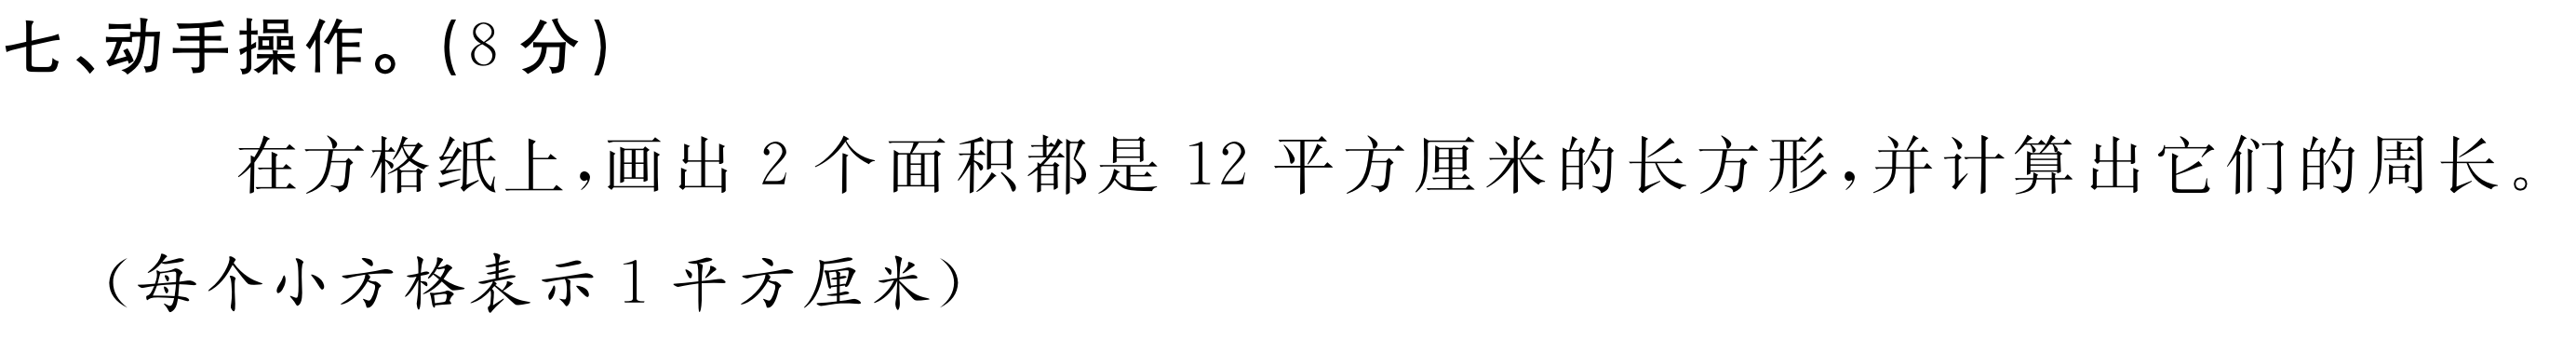 七、动手操作。(8 分)
在方格纸上,画出 2 个面积都是 12 平方厘米的长方形,并计算出它们的周长。
(每个小方格表示 1 平方厘米)